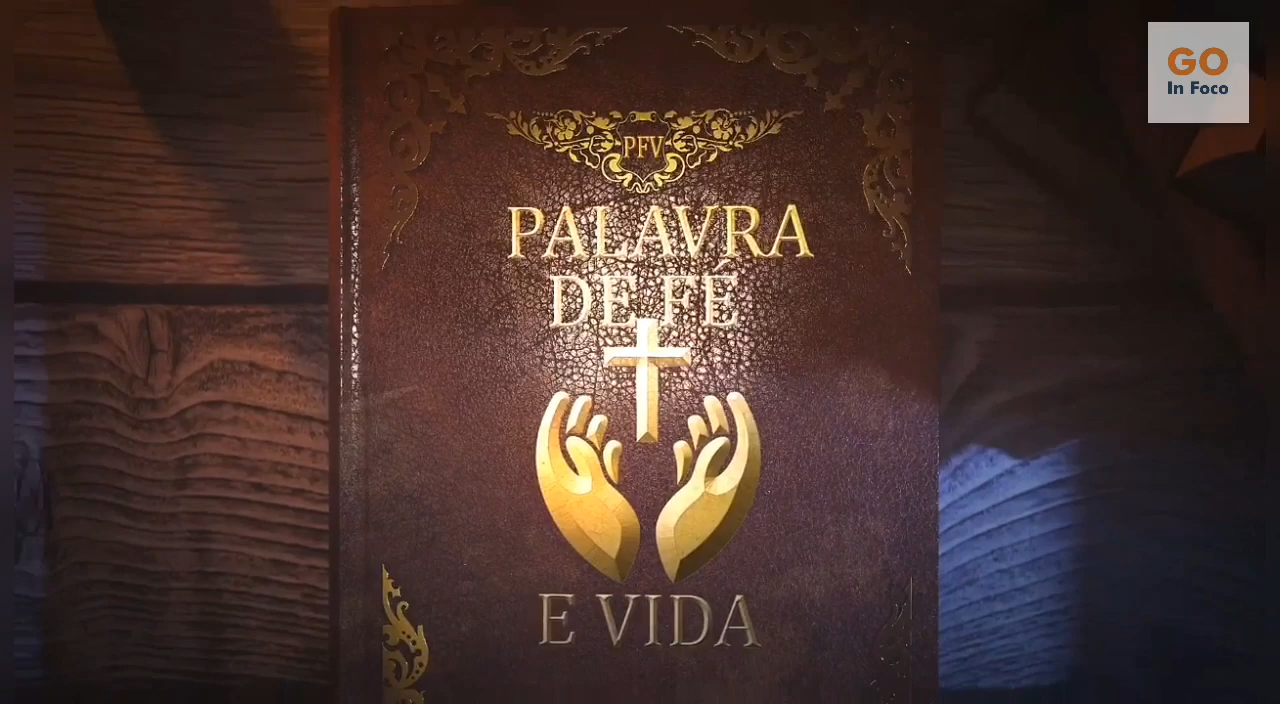 GO
In Foco
PFV
PALAVRA
DE FÉ
E VIDA